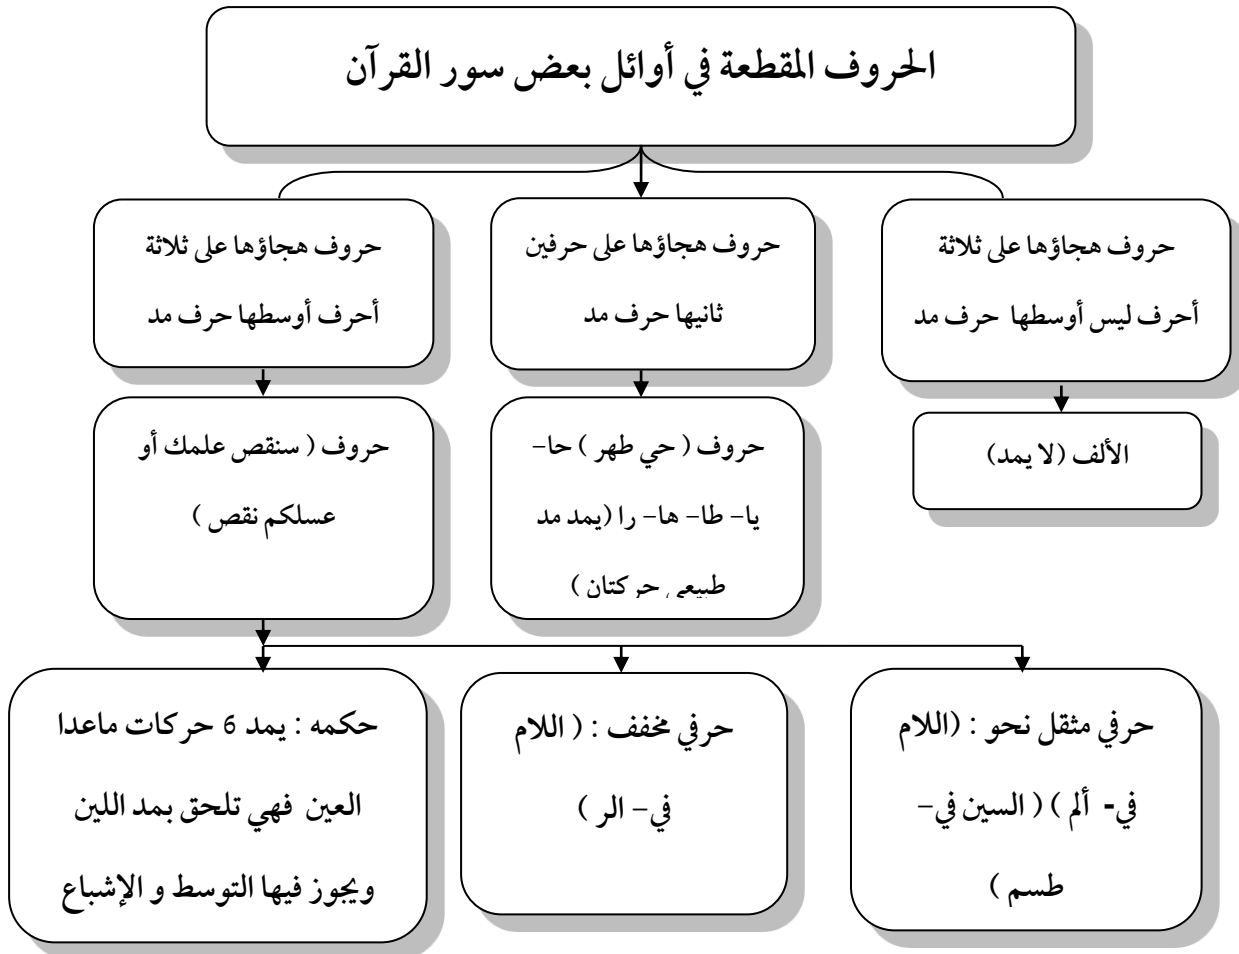 الحروف المقطعة في أوائل بعض سور القرآن
حروف هجاؤها على ثلاثة
أحرف ليس أوسطها حرف مد
حروف هجاؤها على حرفين
ثانيها حرف مد
حروف هجاؤها على ثلاثة
أحرف أوسطها حرف مد
الألف (لا يمد)
حروف ( حي طهر ) حا–
يا– طا– ها– را (يمد مد
طبيعي حركتان )
حروف ( سنقص علمك أو
عسلكم نقص )
حرفي مثقل نحو : (اللام
في- ألم ) ( السين في–
طسم )
حرفي مخفف : ( اللام
في– الر )
حكمه : يمد 6 حركات ماعدا
العين فهي تلحق بمد اللين
ويجوز فيها التوسط و الإشباع